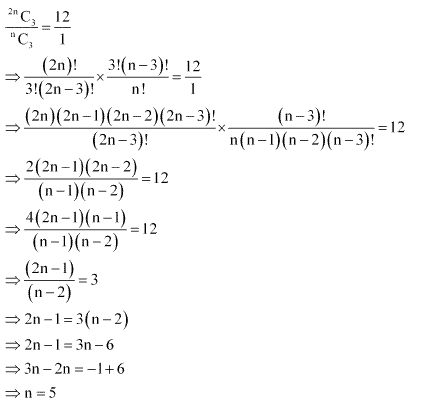 ²ⁿC₃/ⁿC₃ = 12/1
⇒ (2n)!/3!(2n−3)! × 3!(n−3)!/n! = 12/1
⇒ (2n)(2n−1)(2n−2)(2n−3)!/(2n−3)! × (n−3)!/n(n−1)(n−2)(n−3)! = 12
⇒ 2(2n−1)(2n−2)/(n−1)(n−2) = 12
⇒ 4(2n−1)(n−1)/(n−1)(n−2) = 12
⇒ (2n−1)/(n−2) = 3
⇒ 2n−1 = 3(n−2)
⇒ 2n−1 = 3n−6
⇒ 3n−2n = −1+6
⇒ n = 5